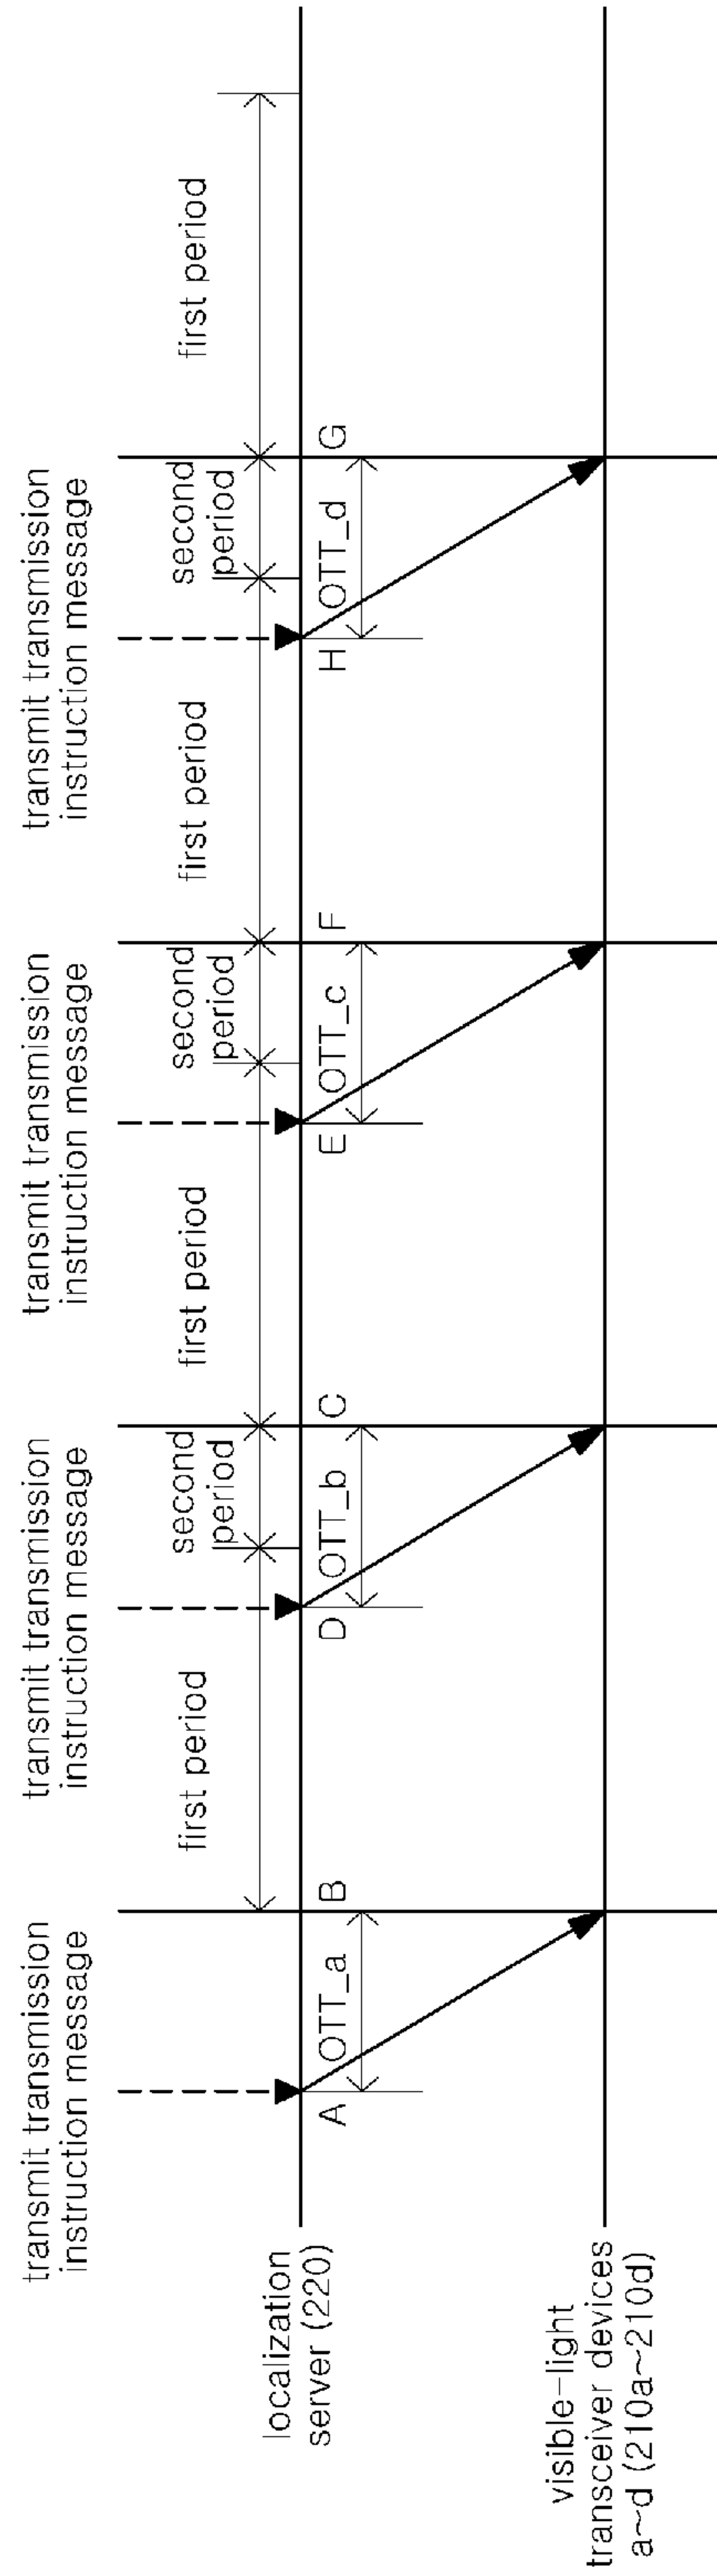 transmit transmission
instruction message
transmit transmission
instruction message
transmit transmission
instruction message
transmit transmission
instruction message
first period
second
period
first period
second
period
first period
second
period
first period
localization
server (220)
A
OTT_a
B
D
OTT_b
C
E
OTT_c
F
H
OTT_d
G
visible-light
transceiver devices
a~d (210a~210d)